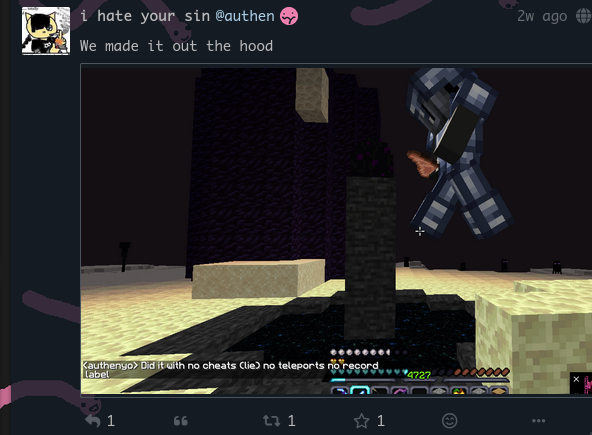 i hate your sin @authen
2w ago
We made it out the hood
<authenyo> Did it with no cheats (lie) no teleports no record
label
4727
1
1
1